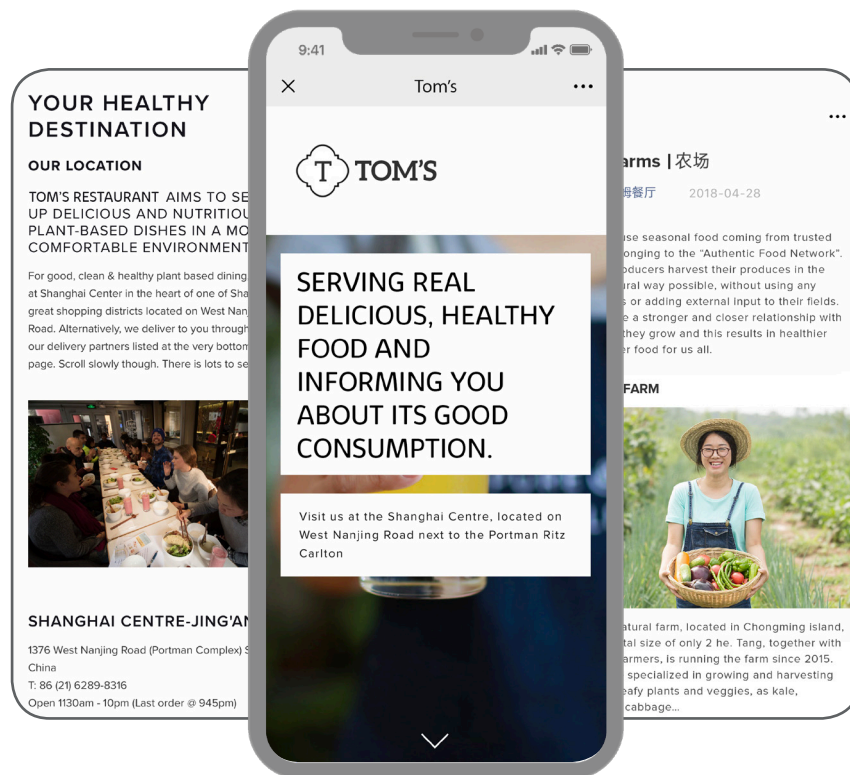 YOUR HEALTHY
DESTINATION
OUR LOCATION
TOM'S RESTAURANT AIMS TO
UP DELICIOUS AND
PLANT-BASED DISHES IN A
COMFORTABLE ENVIRONMENT
For good, clean & healthy plant based dining,
at Shanghai Center in the heart of one of
great shopping districts located on West
Road. Alternatively, we deliver to you through
our delivery partners listed at the very bottom
page. Scroll slowly though. There is lots to
SHANGHAI CENTRE-JING'AN
1376 West Nanjing Road (Portman Complex)
China
T: 86 (21) 6289-8316
Open 1130am - 10pm (Last order @ 945pm)
9:41
Tom's
T TOM'S
SERVING REAL
DELICIOUS, HEALTHY
FOOD AND
INFORMING YOU
ABOUT ITS GOOD
CONSUMPTION.
Visit us at the Shanghai Centre, located on
West Nanjing Road next to the Portman Ritz
Carlton
arms | 农场
姆餐厅 2018-04-28
use seasonal food coming from trusted
onging to the "Authentic Food Network".
oducers harvest their produces in the
ural way possible, without using any
s or adding external input to their fields.
e a stronger and closer relationship with
they grow and this results in healthier
er food for us all.
FARM
atural farm, located in Chongming island,
tal size of only 2 he. Tang, together with
armers, is running the farm since 2015.
specialized in growing and harvesting
eafy plants and veggies, as kale,
cabbage...